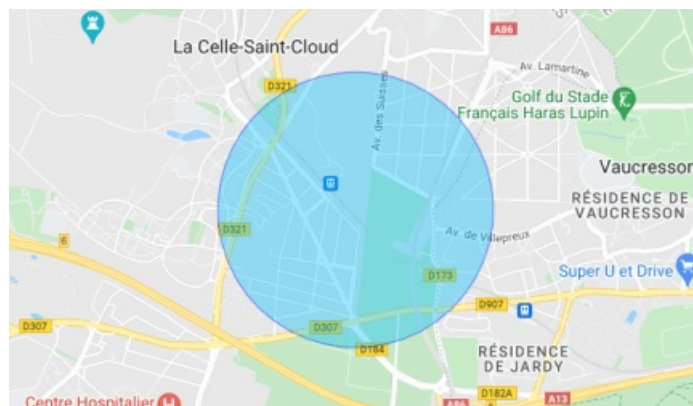 A86
La Celle-Saint-Cloud
Av. Lamartine
D321
Av. des Suisses
Golf du Stade
Français Haras Lupin
Vaucresson
RÉSIDENCE DE
VAUCRESSON
D321
Av. de Villepreux
6
D173
Super U et Drive
D907
D307
D307
D184
RÉSIDENCE
DE JARDY
D182A
Centre Hospitalier
A86
A13
6